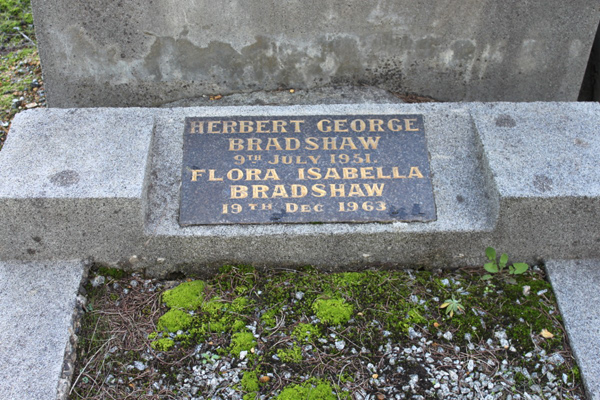 HERBERT GEORGE
BRADSHAW
9TH JULY 1951.
FLORA ISABELLA
BRADSHAW
19TH DEC 1963